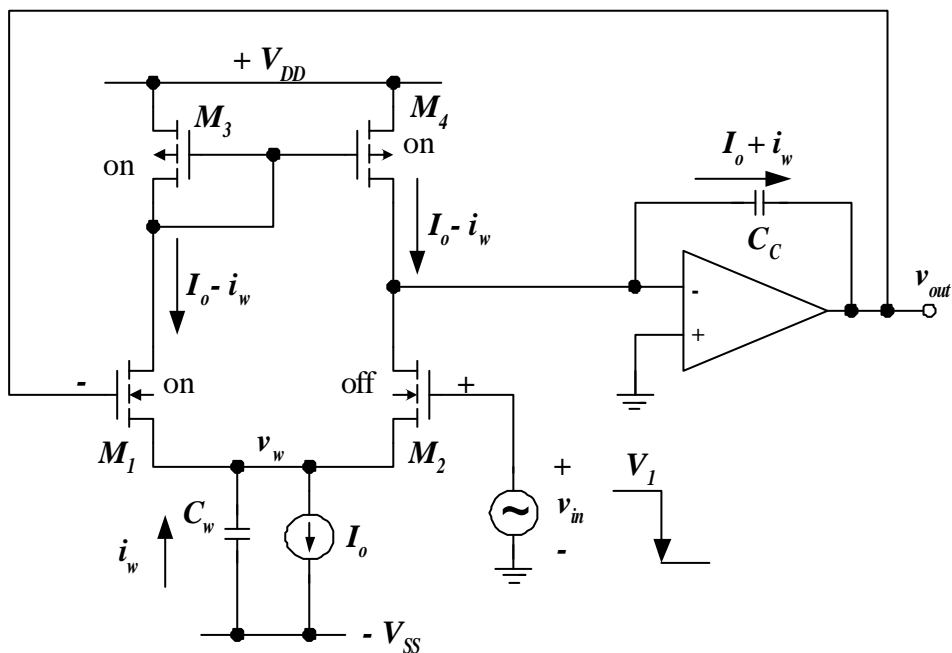 + V_DD
M_3
M_4
on
on
I_o + i_w
C_C
I_o - i_w
I_o - i_w
v_out
-
+
-
on
off
+
M_1
v_w
M_2
C_w
I_o
i_w
+
v_in
-
V_1
- V_SS